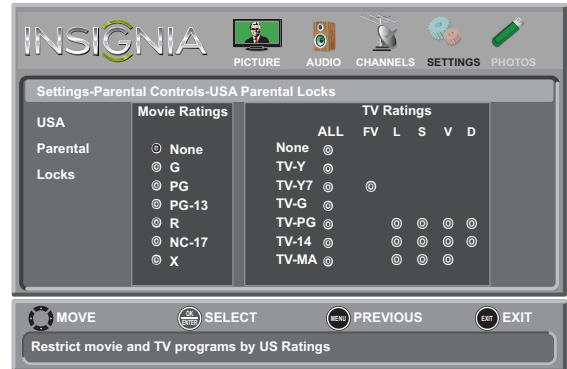 INSIGNIA
PICTURE AUDIO CHANNELS SETTINGS PHOTOS
Settings-Parental Controls-USA Parental Locks
USA
Parental
Locks
Movie Ratings
None
G
PG
PG-13
R
NC-17
X
TV Ratings
ALL FV L S V D
None
TV-Y
TV-Y7
TV-G
TV-PG
TV-14
TV-MA
MOVE
OK ENTER SELECT
MENU PREVIOUS
EXIT EXIT
Restrict movie and TV programs by US Ratings